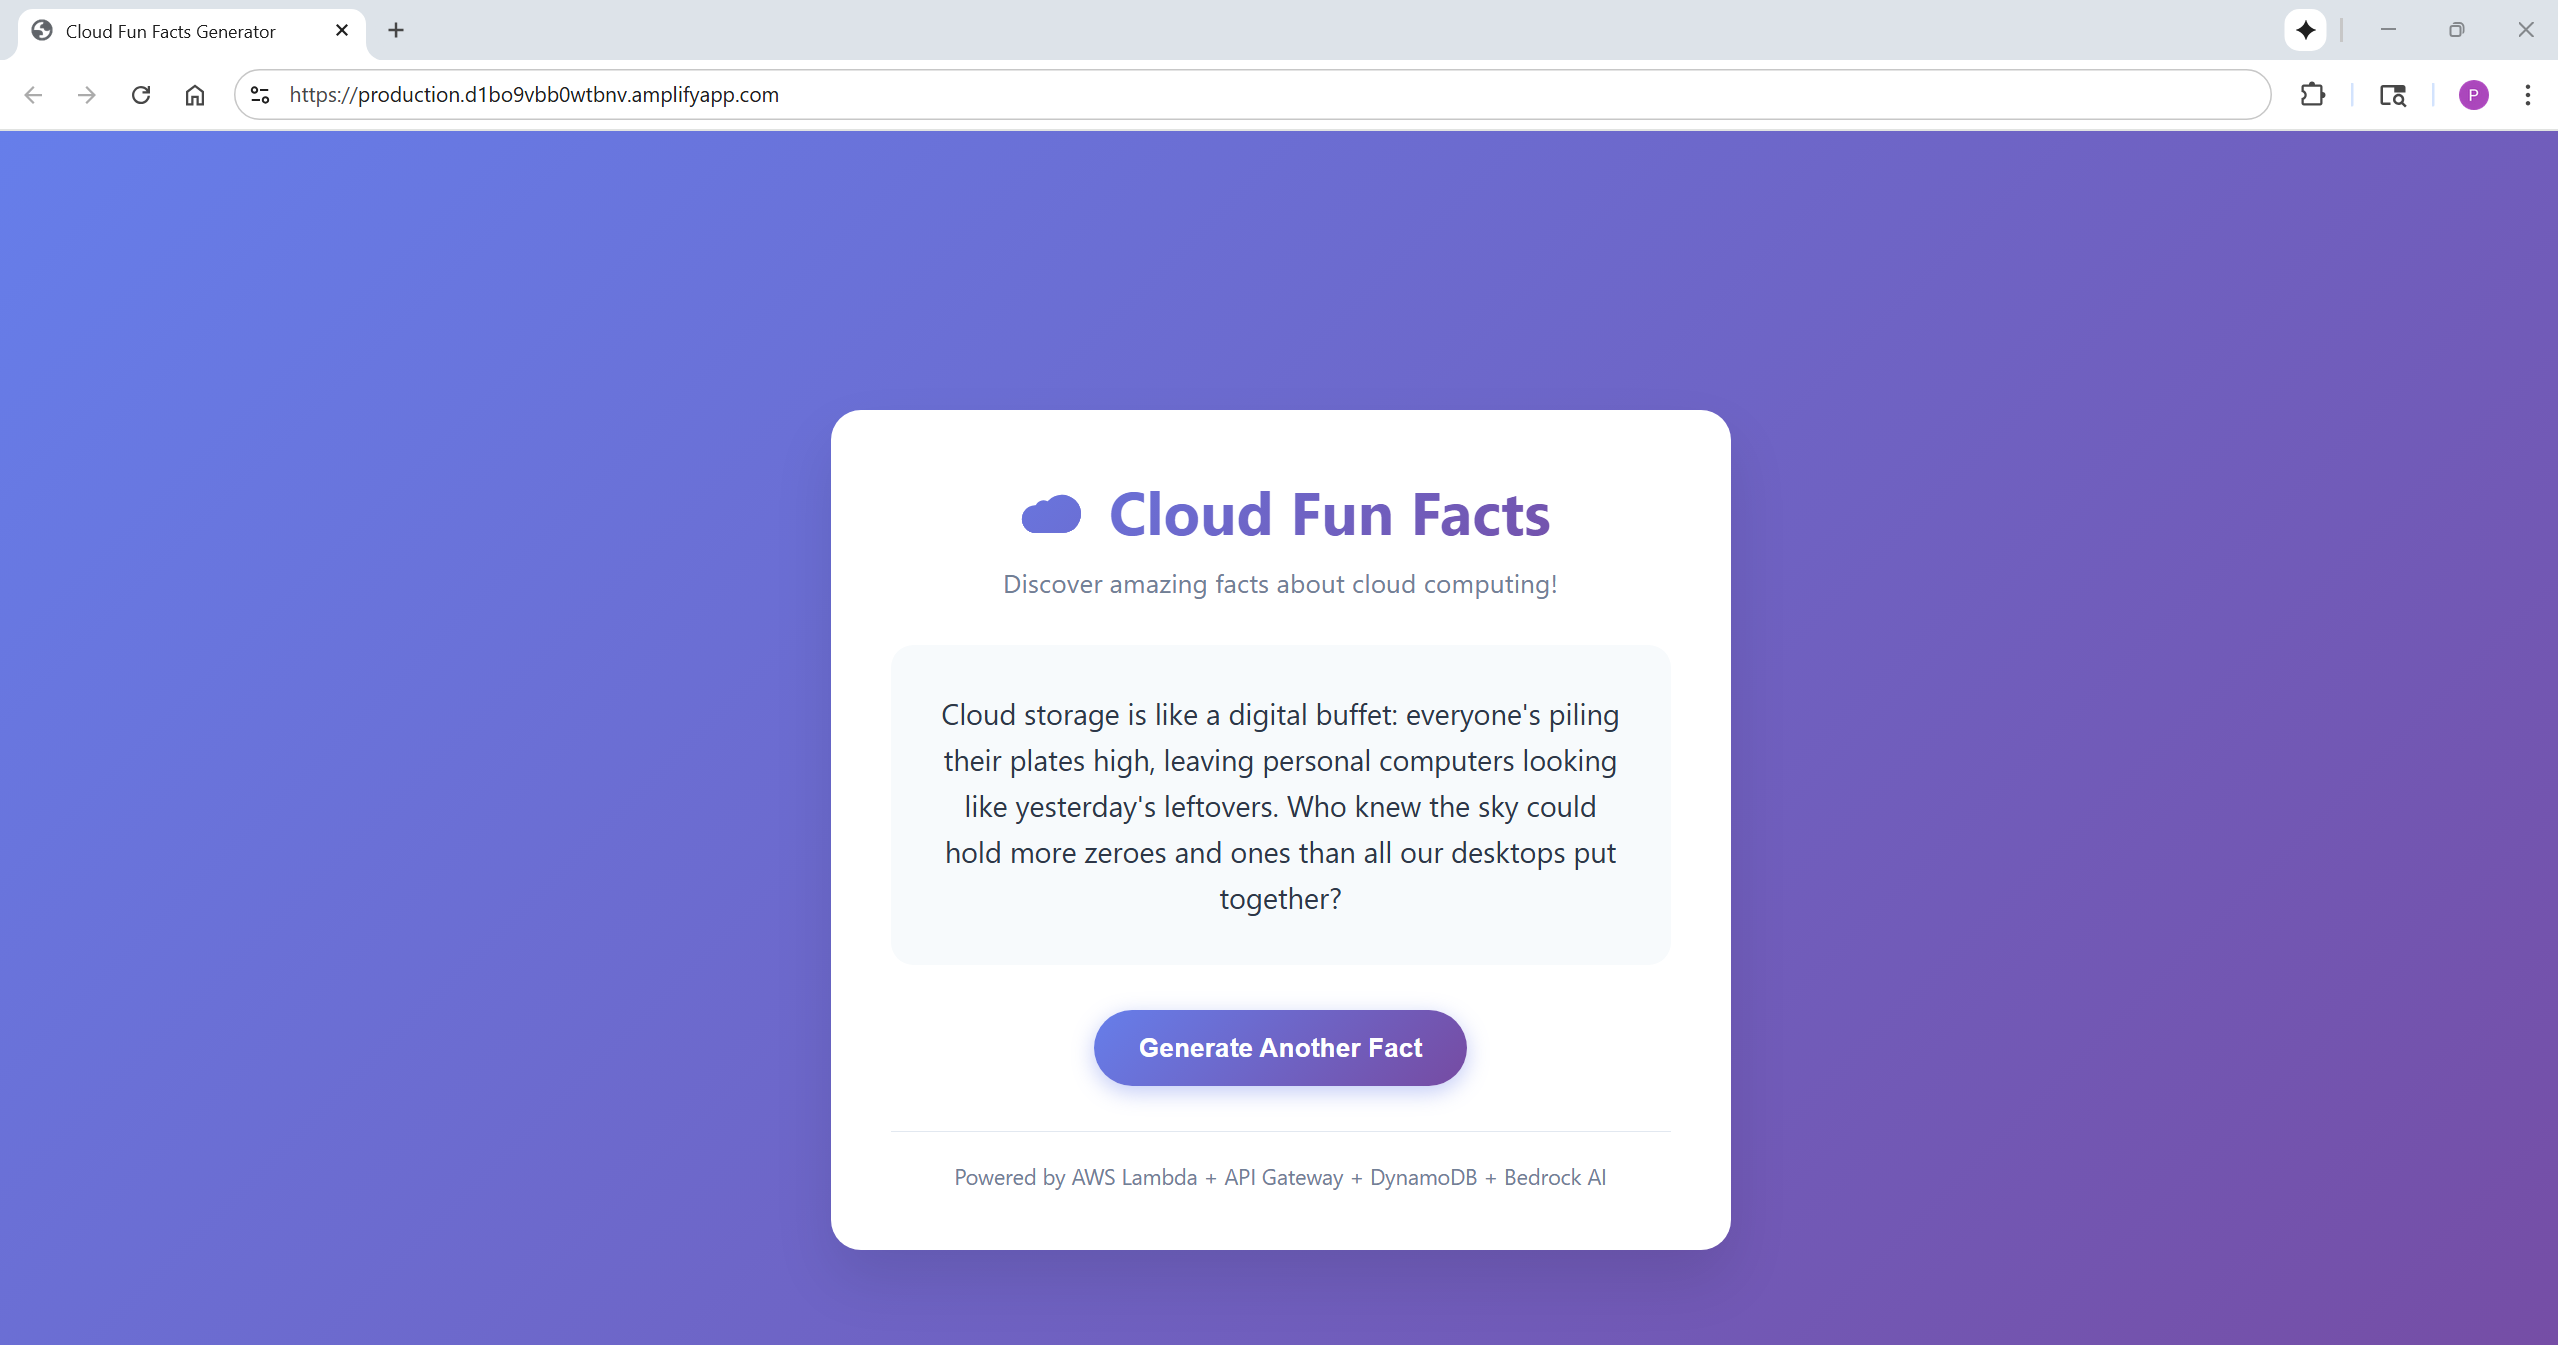 Cloud Fun Facts Generator
https://production.d1bo9vbb0wtbnv.amplifyapp.com
P
Cloud Fun Facts
Discover amazing facts about cloud computing!
Cloud storage is like a digital buffet: everyone's piling
their plates high, leaving personal computers looking
like yesterday's leftovers. Who knew the sky could
hold more zeroes and ones than all our desktops put
together?
Generate Another Fact
Powered by AWS Lambda + API Gateway + DynamoDB + Bedrock AI